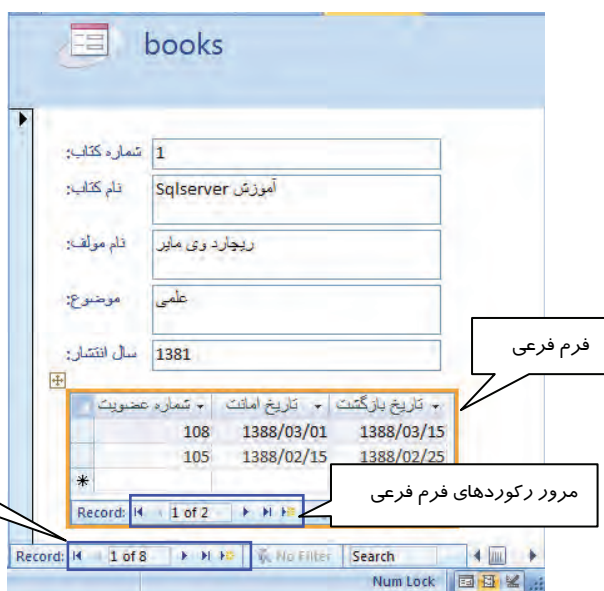 books
شماره کتاب: 1
نام کتاب: آموزش Sqlserver
نام مولف: ریچارد وی مایر
موضوع: علمی
سال انتشار: 1381
فرم فرعی
شماره عضویت تاریخ امانت تاریخ بازگشت
108 1388/03/01 1388/03/15
105 1388/02/15 1388/02/25
مرور رکوردهای فرم فرعی
Record: 1 of 2
Record: 1 of 8 No Filter Search
Num Lock